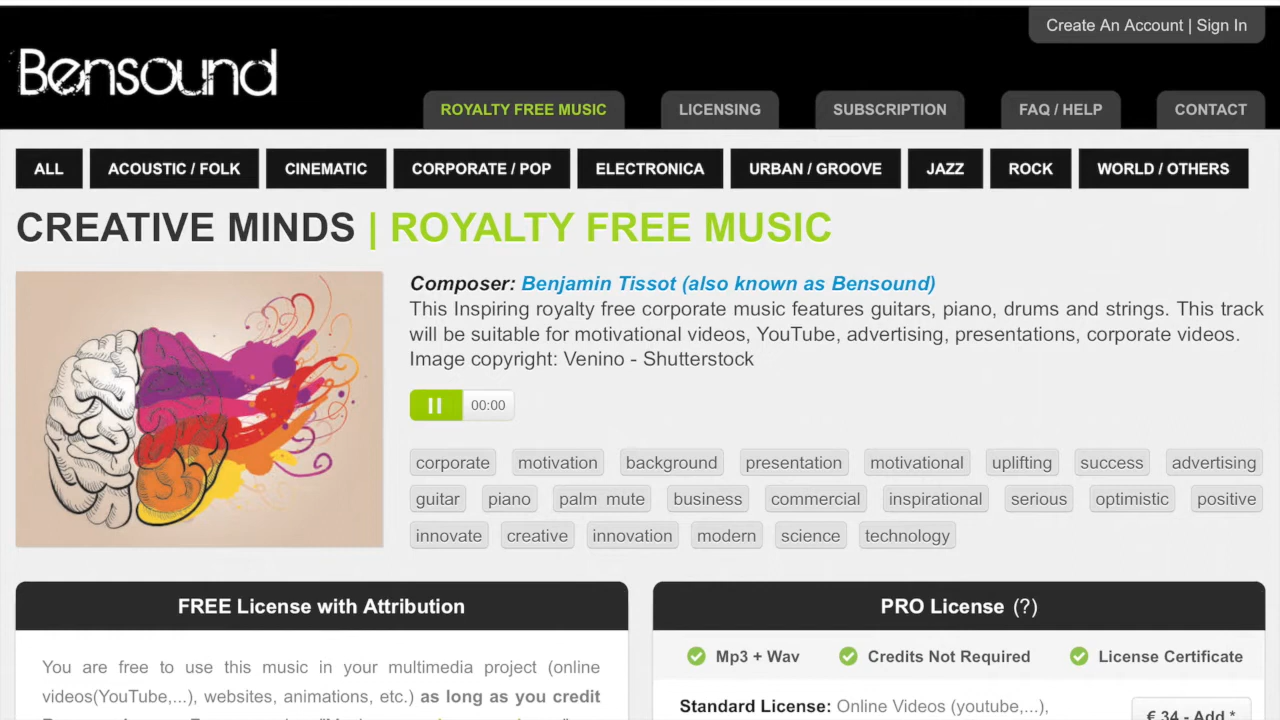 Create An Account | Sign In
Bensound
ROYALTY FREE MUSIC LICENSING SUBSCRIPTION FAQ / HELP CONTACT
ALL ACOUSTIC / FOLK CINEMATIC CORPORATE / POP ELECTRONICA URBAN / GROOVE JAZZ ROCK WORLD / OTHERS
CREATIVE MINDS | ROYALTY FREE MUSIC
Composer: Benjamin Tissot (also known as Bensound)
This Inspiring royalty free corporate music features guitars, piano, drums and strings. This track
will be suitable for motivational videos, YouTube, advertising, presentations, corporate videos.
Image copyright: Venino - Shutterstock
00:00
corporate motivation background presentation motivational uplifting success advertising
guitar piano palm mute business commercial inspirational serious optimistic positive
innovate creative innovation modern science technology
FREE License with Attribution
You are free to use this music in your multimedia project (online
videos(YouTube,...), websites, animations, etc.) as long as you credit
PRO License (?)
Mp3 + Wav Credits Not Required License Certificate
Standard License: Online Videos (youtube,...),
€ 34 - Add *